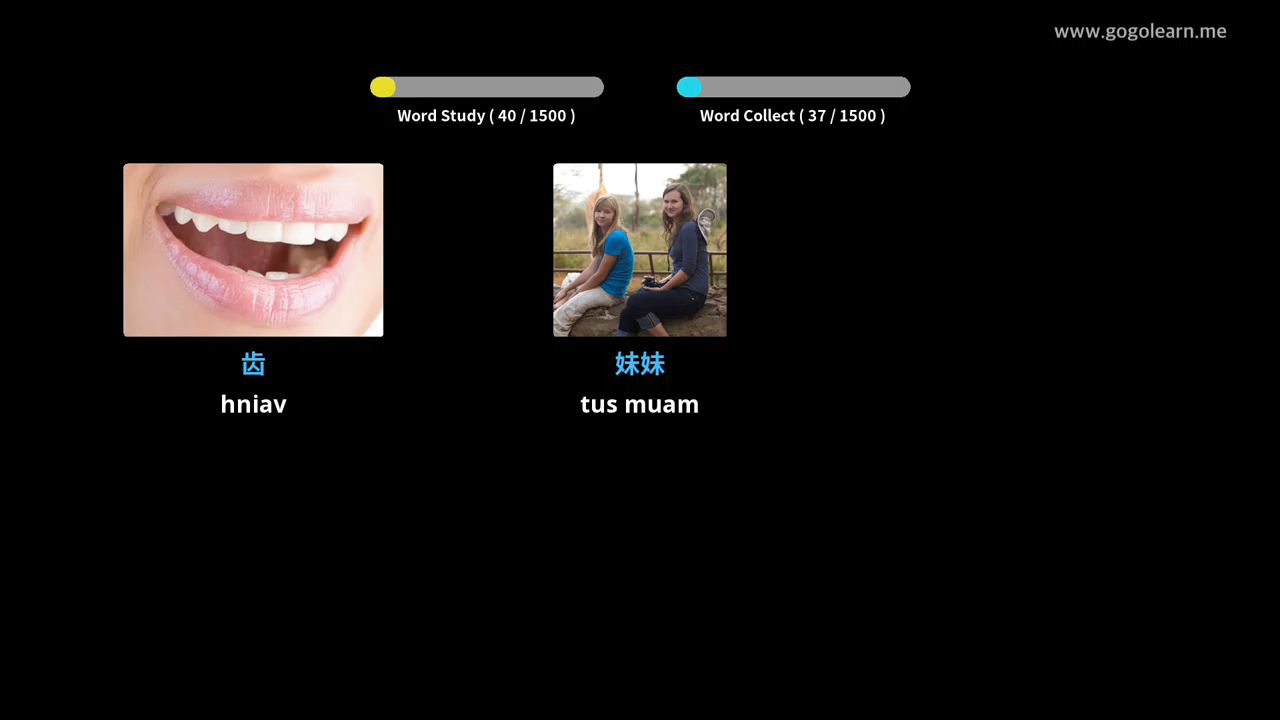 www.gogolearn.me
Word Study ( 40 / 1500 )
Word Collect ( 37 / 1500 )
齿
妹妹
hniav
tus muam